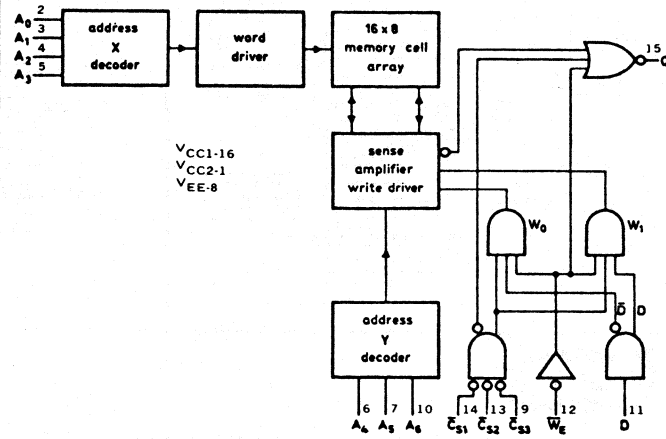 A0 2
A1 3
A2 4
A3 5
address
X
decoder
word
driver
16 x 8
memory cell
array
15
VCC1-16
VCC2-1
VEE-8
sense
amplifier
write driver
W0
W1
D̅ D
address
Y
decoder
6 7 10 14 13 9 12 11
A4 A5 A6 C̅S1 C̅S2 C̅S3 W̅E D